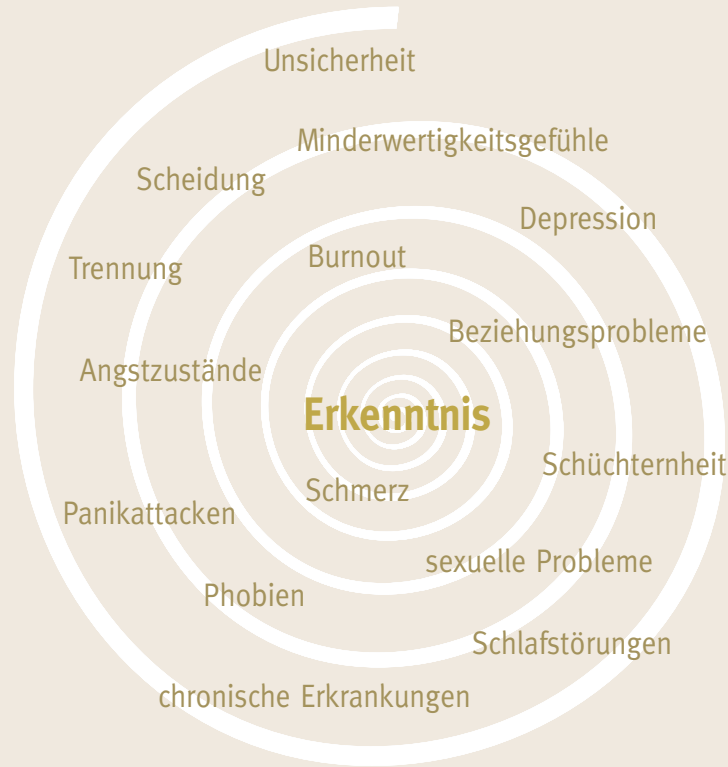 Unsicherheit
Minderwertigkeitsgefühle
Scheidung
Depression
Burnout
Trennung
Beziehungsprobleme
Angstzustände
Erkenntnis
Schüchternheit
Schmerz
Panikattacken
sexuelle Probleme
Phobien
Schlafstörungen
chronische Erkrankungen